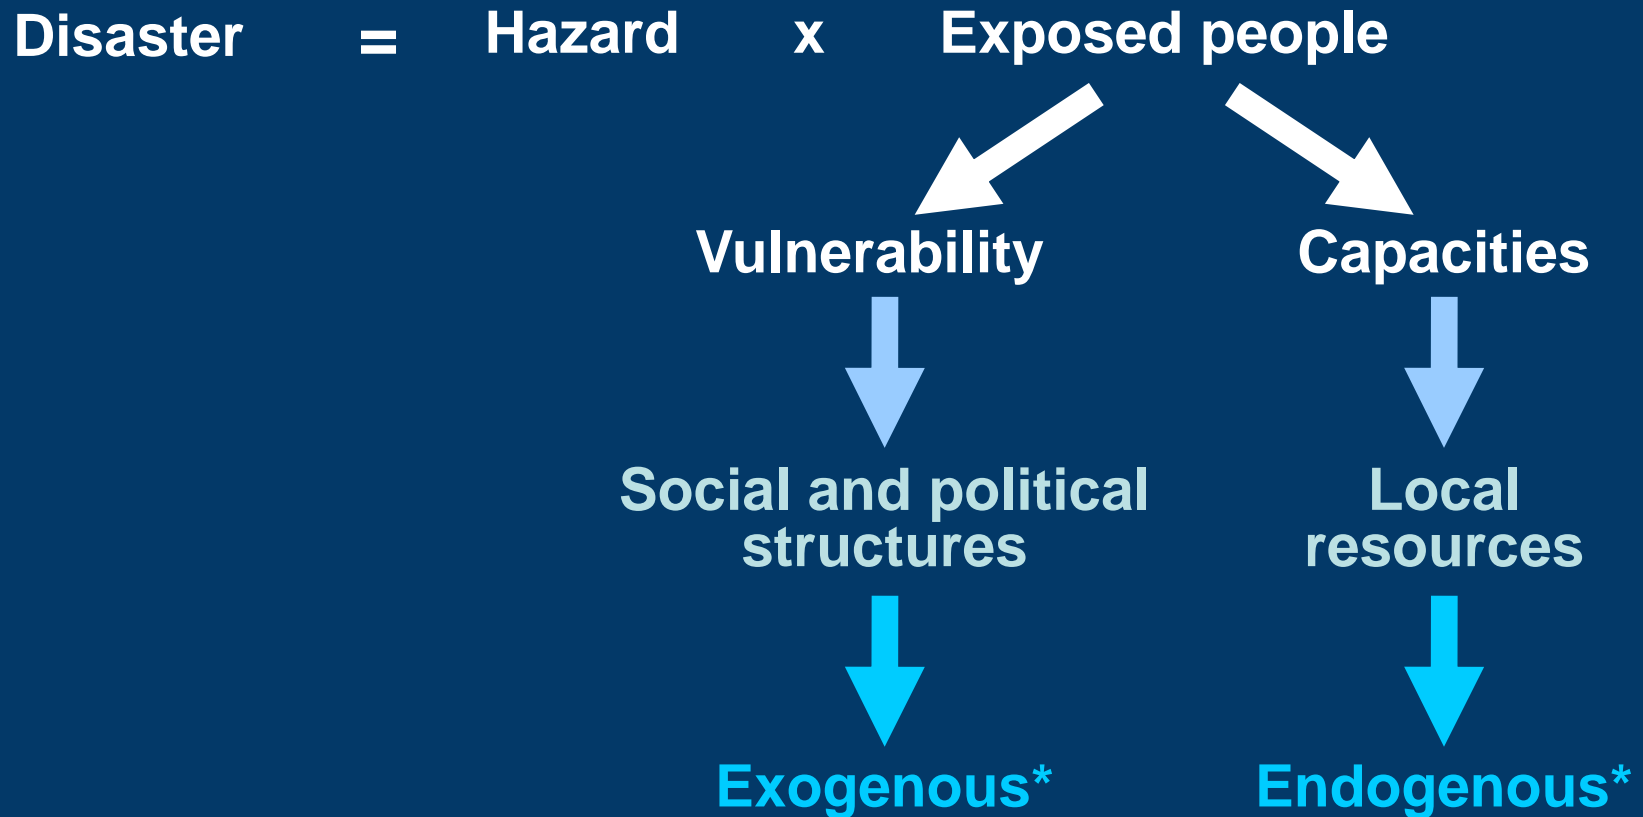 Disaster = Hazard x Exposed people
Vulnerability Capacities
Social and political Local
structures resources
Exogenous* Endogenous*